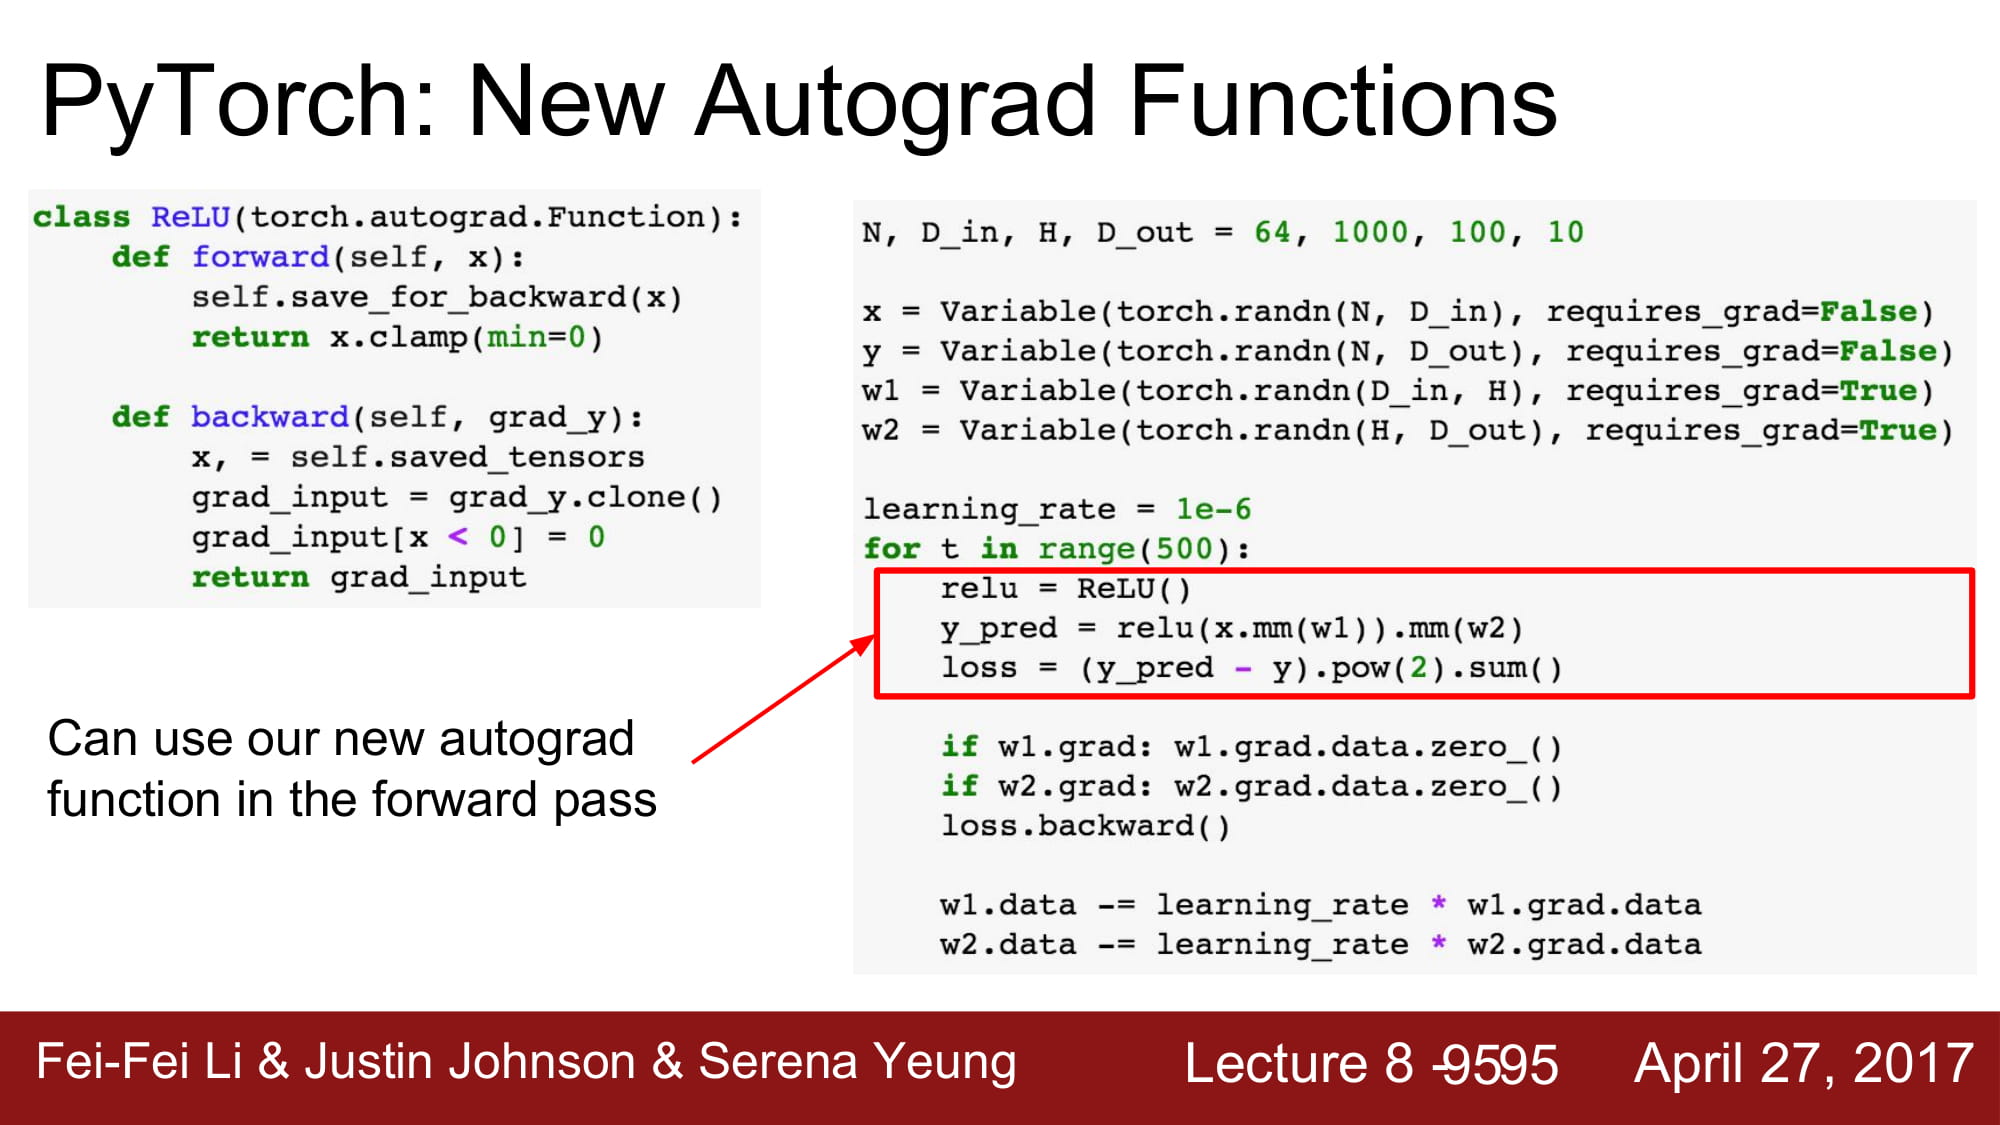 PyTorch: New Autograd Functions
class ReLU(torch.autograd.Function):
    def forward(self, x):
        self.save_for_backward(x)
        return x.clamp(min=0)
    def backward(self, grad_y):
        x, = self.saved_tensors
        grad_input = grad_y.clone()
        grad_input[x < 0] = 0
        return grad_input
Can use our new autograd
function in the forward pass
N, D_in, H, D_out = 64, 1000, 100, 10
x = Variable(torch.randn(N, D_in), requires_grad=False)
y = Variable(torch.randn(N, D_out), requires_grad=False)
w1 = Variable(torch.randn(D_in, H), requires_grad=True)
w2 = Variable(torch.randn(H, D_out), requires_grad=True)
learning_rate = 1e-6
for t in range(500):
    relu = ReLU()
    y_pred = relu(x.mm(w1)).mm(w2)
    loss = (y_pred - y).pow(2).sum()
    if w1.grad: w1.grad.data.zero_()
    if w2.grad: w2.grad.data.zero_()
    loss.backward()
    w1.data -= learning_rate * w1.grad.data
    w2.data -= learning_rate * w2.grad.data
Fei-Fei Li & Justin Johnson & Serena Yeung
Lecture 8 -9595
April 27, 2017